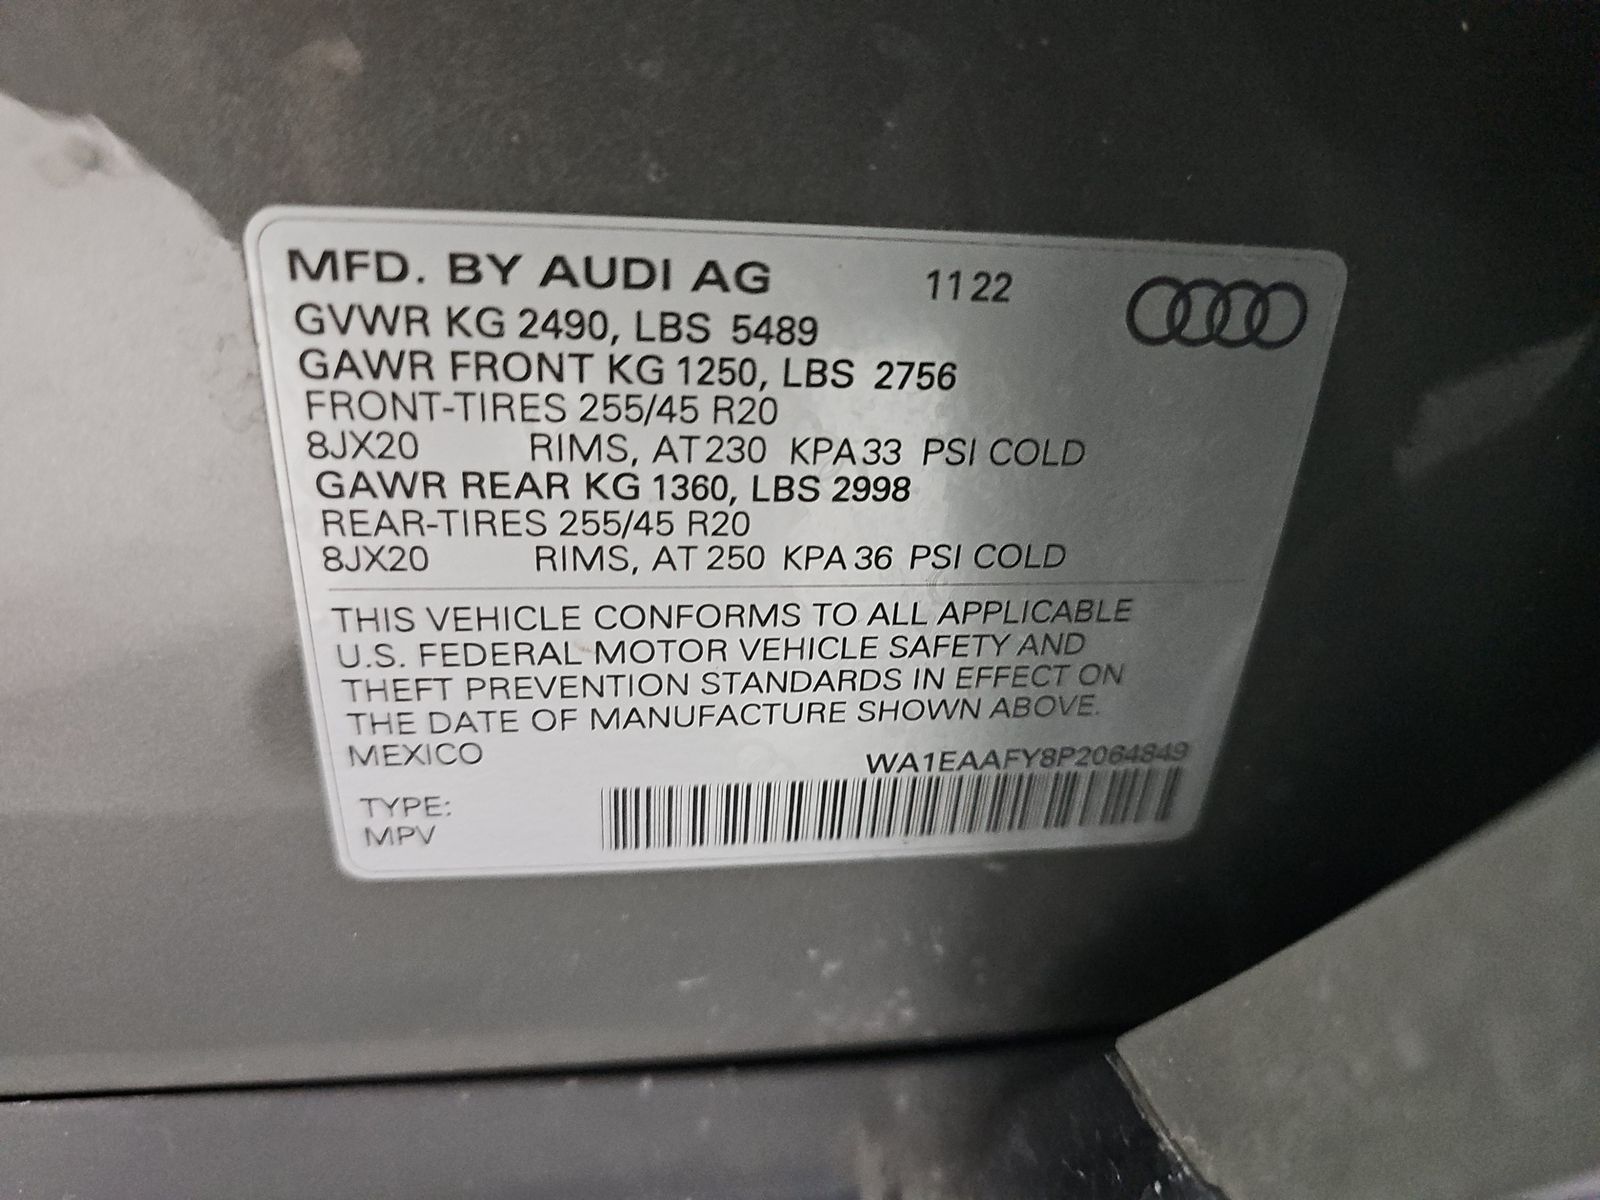 MFD. BY AUDI AG 1122
GVWR KG 2490, LBS 5489
GAWR FRONT KG 1250, LBS 2756
FRONT-TIRES 255/45 R20
8JX20 RIMS, AT 230 KPA 33 PSI COLD
GAWR REAR KG 1360, LBS 2998
REAR-TIRES 255/45 R20
8JX20 RIMS, AT 250 KPA 36 PSI COLD
THIS VEHICLE CONFORMS TO ALL APPLICABLE
U.S. FEDERAL MOTOR VEHICLE SAFETY AND
THEFT PREVENTION STANDARDS IN EFFECT ON
THE DATE OF MANUFACTURE SHOWN ABOVE.
MEXICO WA1EAAFY8P2064849
TYPE:
MPV